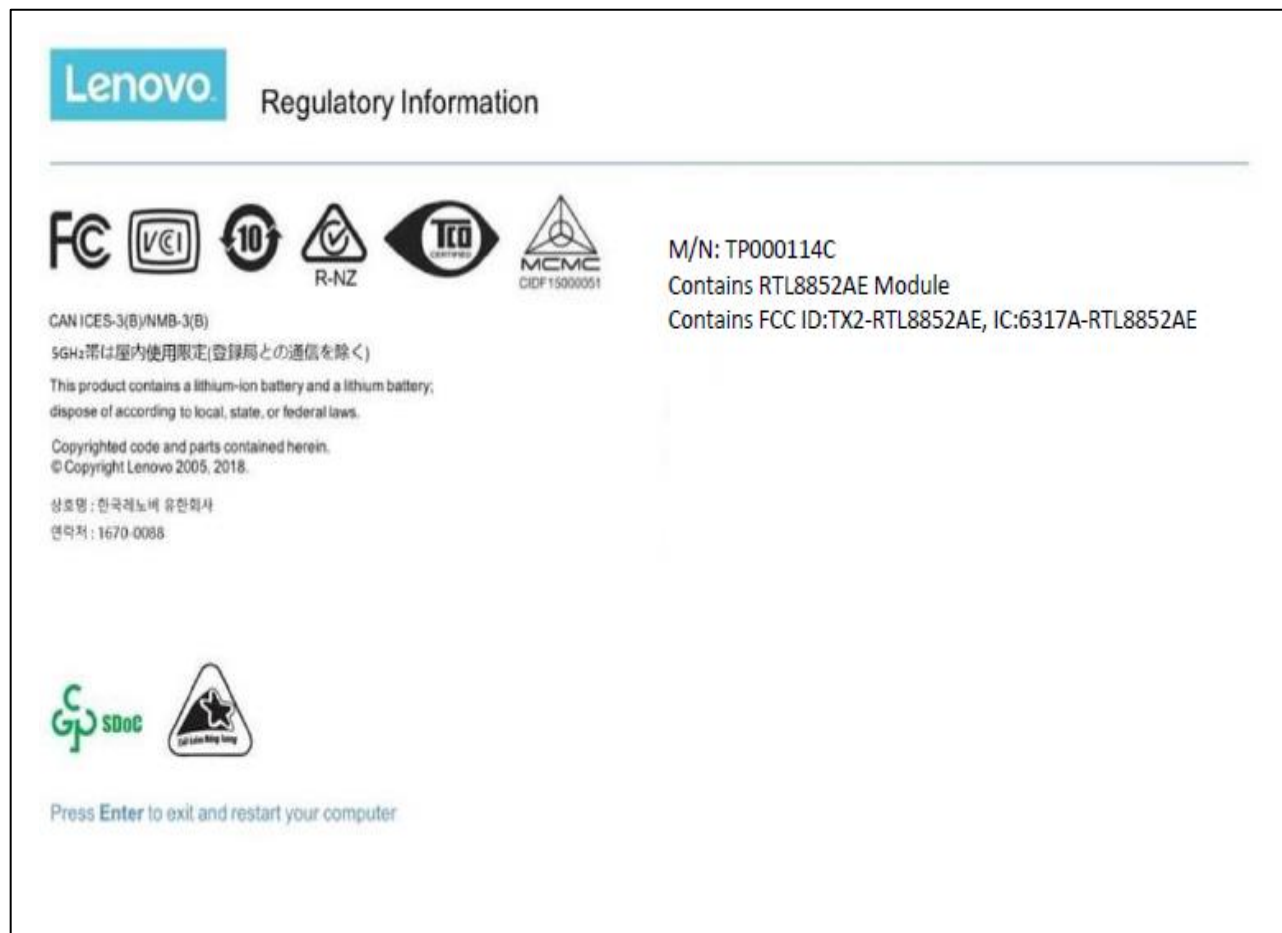 Lenovo.
Regulatory Information
FC VCI 10 R-NZ TCO CERTIFIED MCMC CIDF15000051
M/N: TP000114C
Contains RTL8852AE Module
Contains FCC ID:TX2-RTL8852AE, IC:6317A-RTL8852AE
CAN ICES-3(B)/NMB-3(B)
5GHz帯は屋内使用限定(登録局との通信を除く)
This product contains a lithium-ion battery and a lithium battery;
dispose of according to local, state, or federal laws.
Copyrighted code and parts contained herein.
© Copyright Lenovo 2005, 2018.
상호명 : 한국레노버 유한회사
연락처 : 1670-0088
SDoC
Press Enter to exit and restart your computer